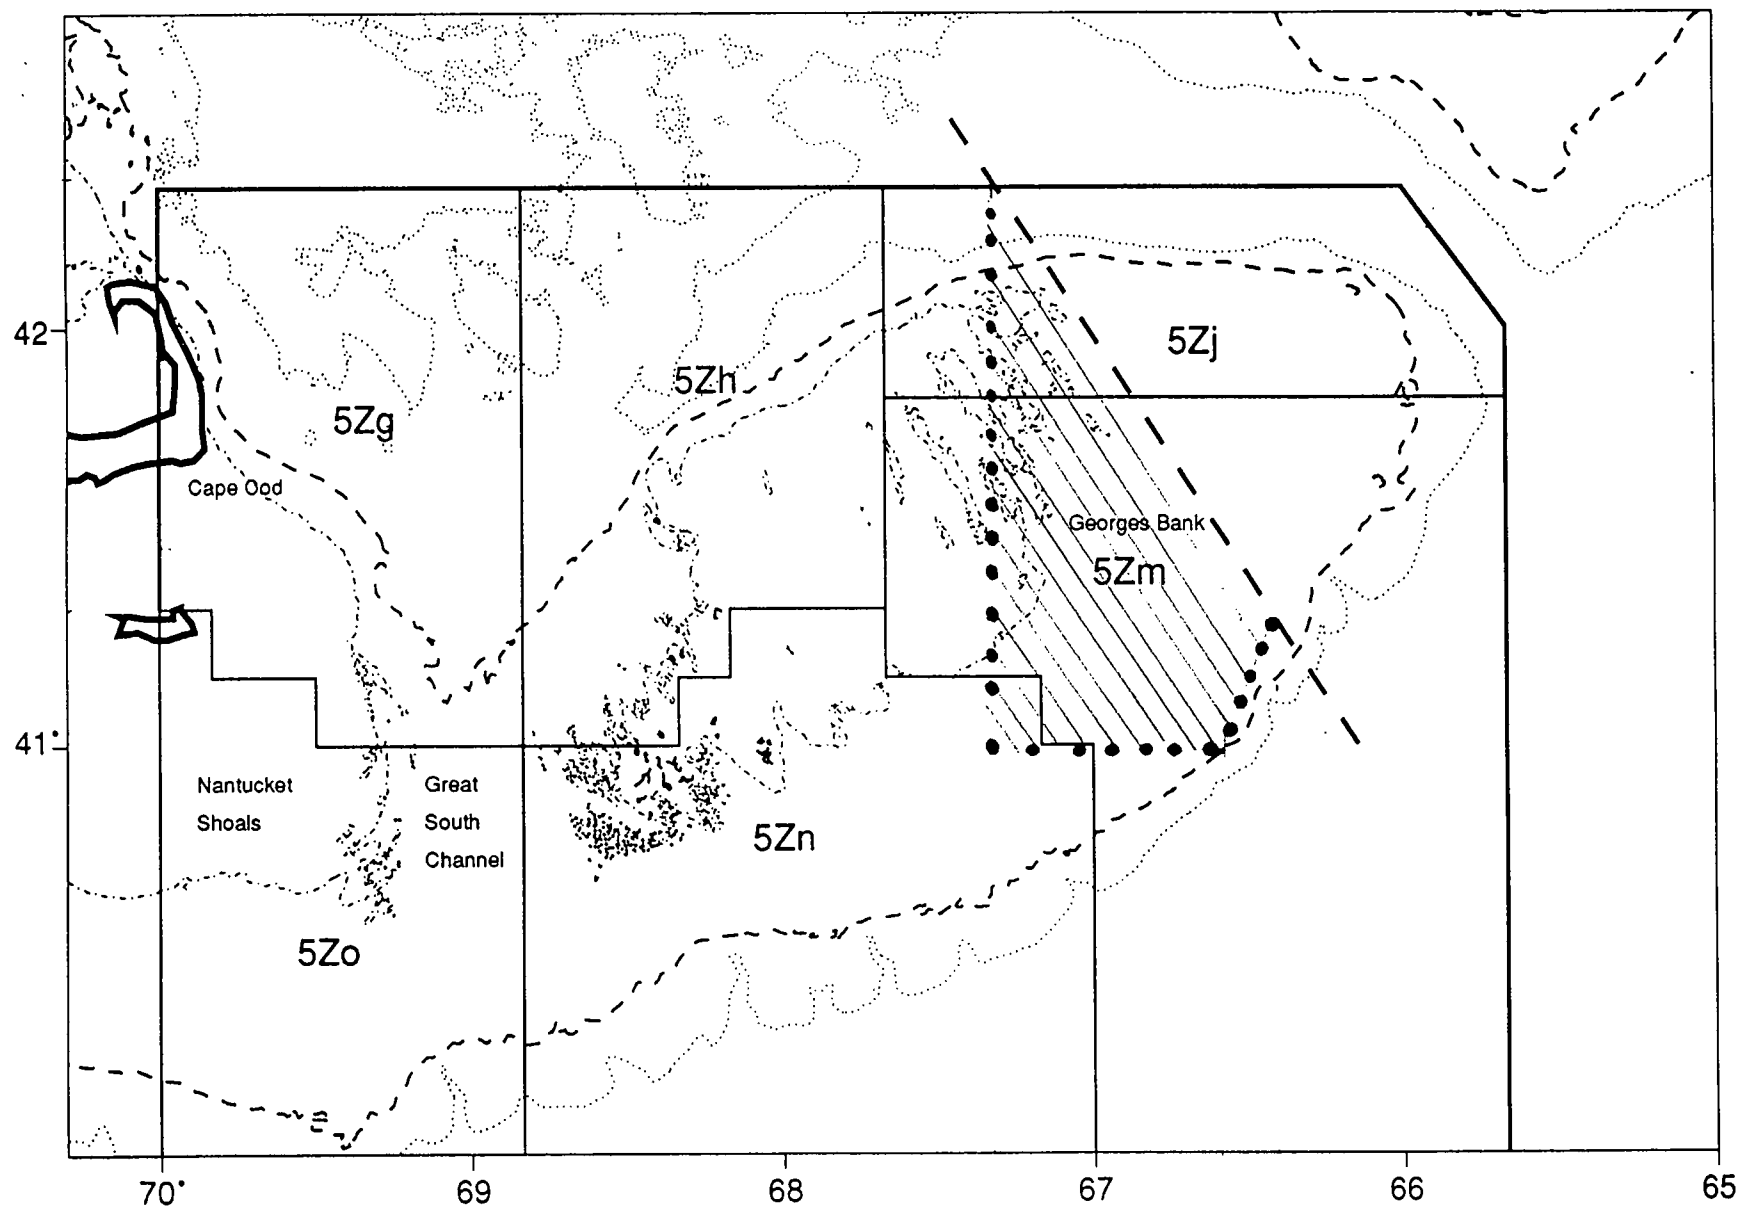 42
5Zj
5Zh
5Zg
Cape Ood
Georges Bank
5Zm
41°
Nantucket
Shoals
Great
South
Channel
5Zn
5Zo
70°
69
68
67
66
65